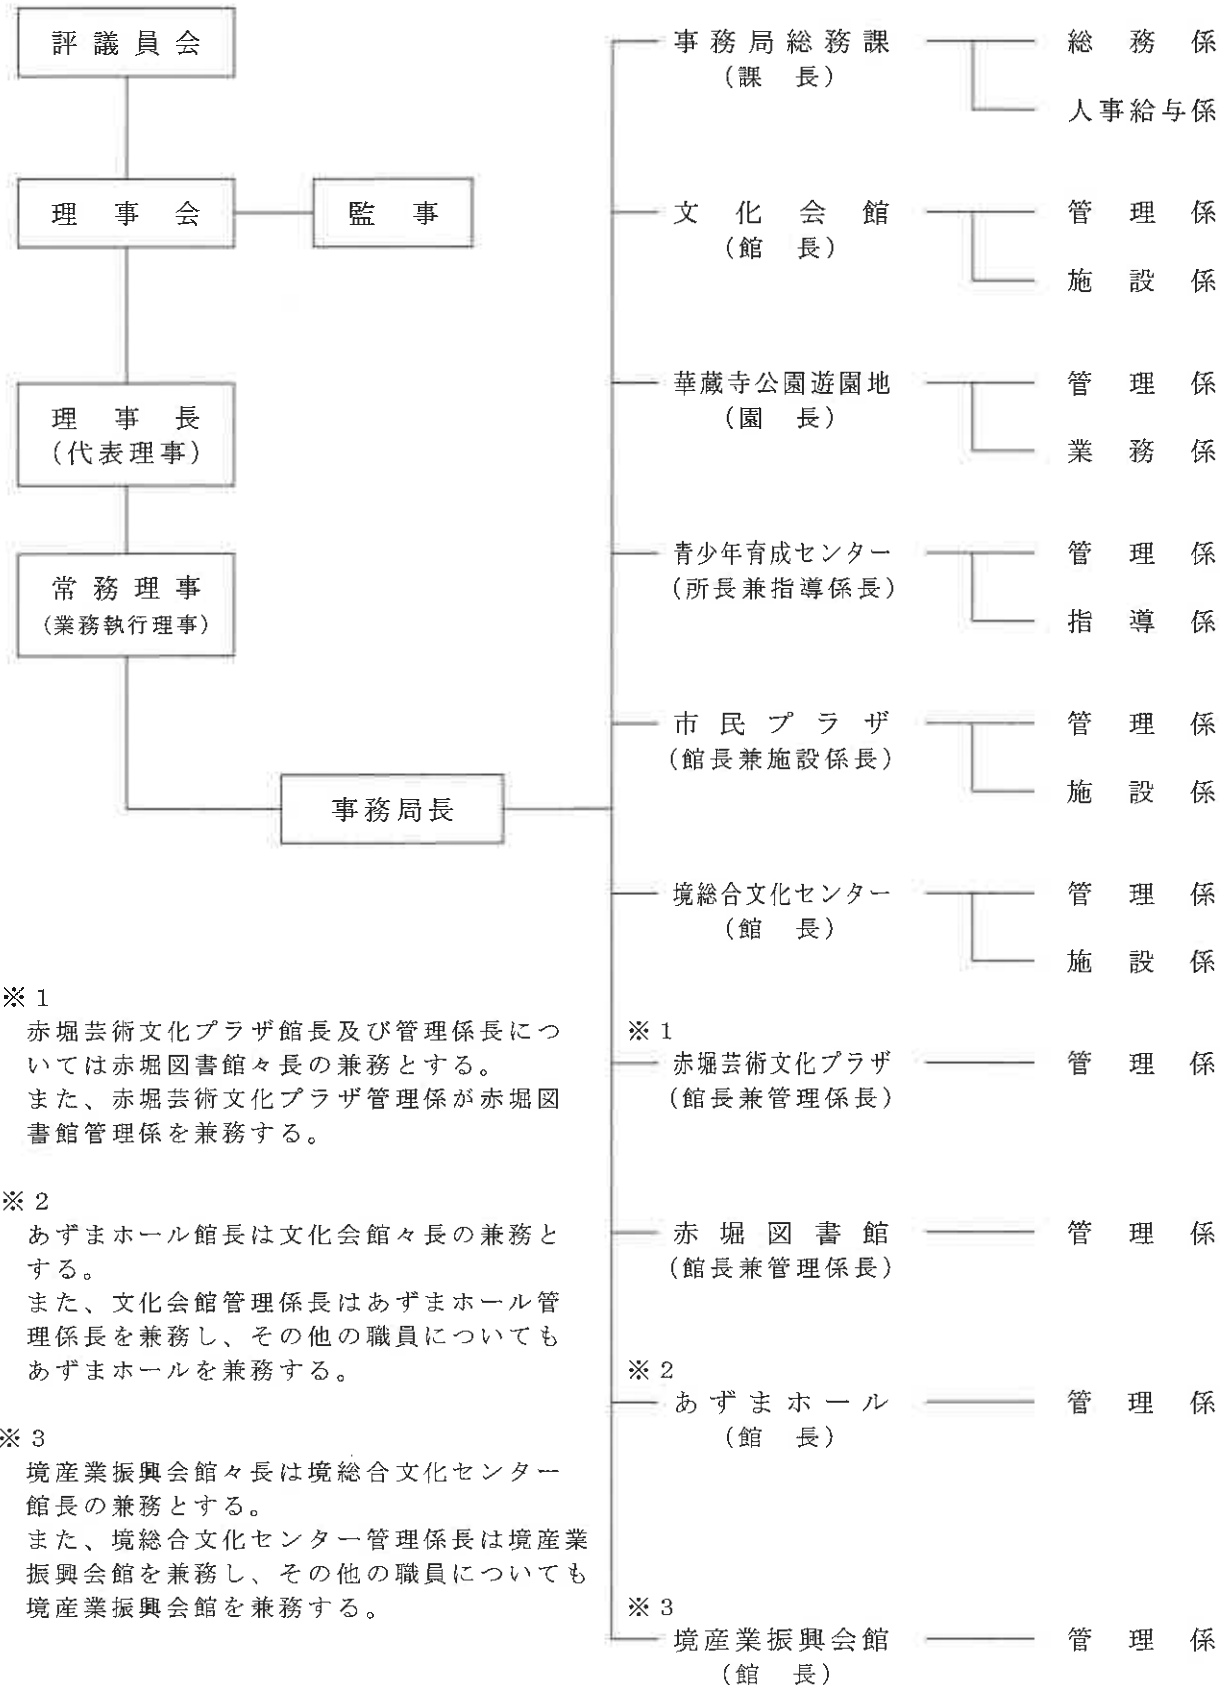 評議員会
理事会
監事
理事長
(代表理事)
常務理事
(業務執行理事)
事務局長
事務局総務課
(課　長)
総務係
人事給与係
文化会館
(館　長)
管理係
施設係
華蔵寺公園遊園地
(園　長)
管理係
業務係
青少年育成センター
(所長兼指導係長)
管理係
指導係
市民プラザ
(館長兼施設係長)
管理係
施設係
境総合文化センター
(館　長)
管理係
施設係
※1
赤堀芸術文化プラザ
(館長兼管理係長)
管理係
赤堀図書館
(館長兼管理係長)
管理係
※2
あずまホール
(館　長)
管理係
※3
境産業振興会館
(館　長)
管理係
※1
赤堀芸術文化プラザ館長及び管理係長につ
いては赤堀図書館々長の兼務とする。
また、赤堀芸術文化プラザ管理係が赤堀図
書館管理係を兼務する。
※2
あずまホール館長は文化会館々長の兼務と
する。
また、文化会館管理係長はあずまホール管
理係長を兼務し、その他の職員についても
あずまホールを兼務する。
※3
境産業振興会館々長は境総合文化センター
館長の兼務とする。
また、境総合文化センター管理係長は境産業
振興会館を兼務し、その他の職員についても
境産業振興会館を兼務する。